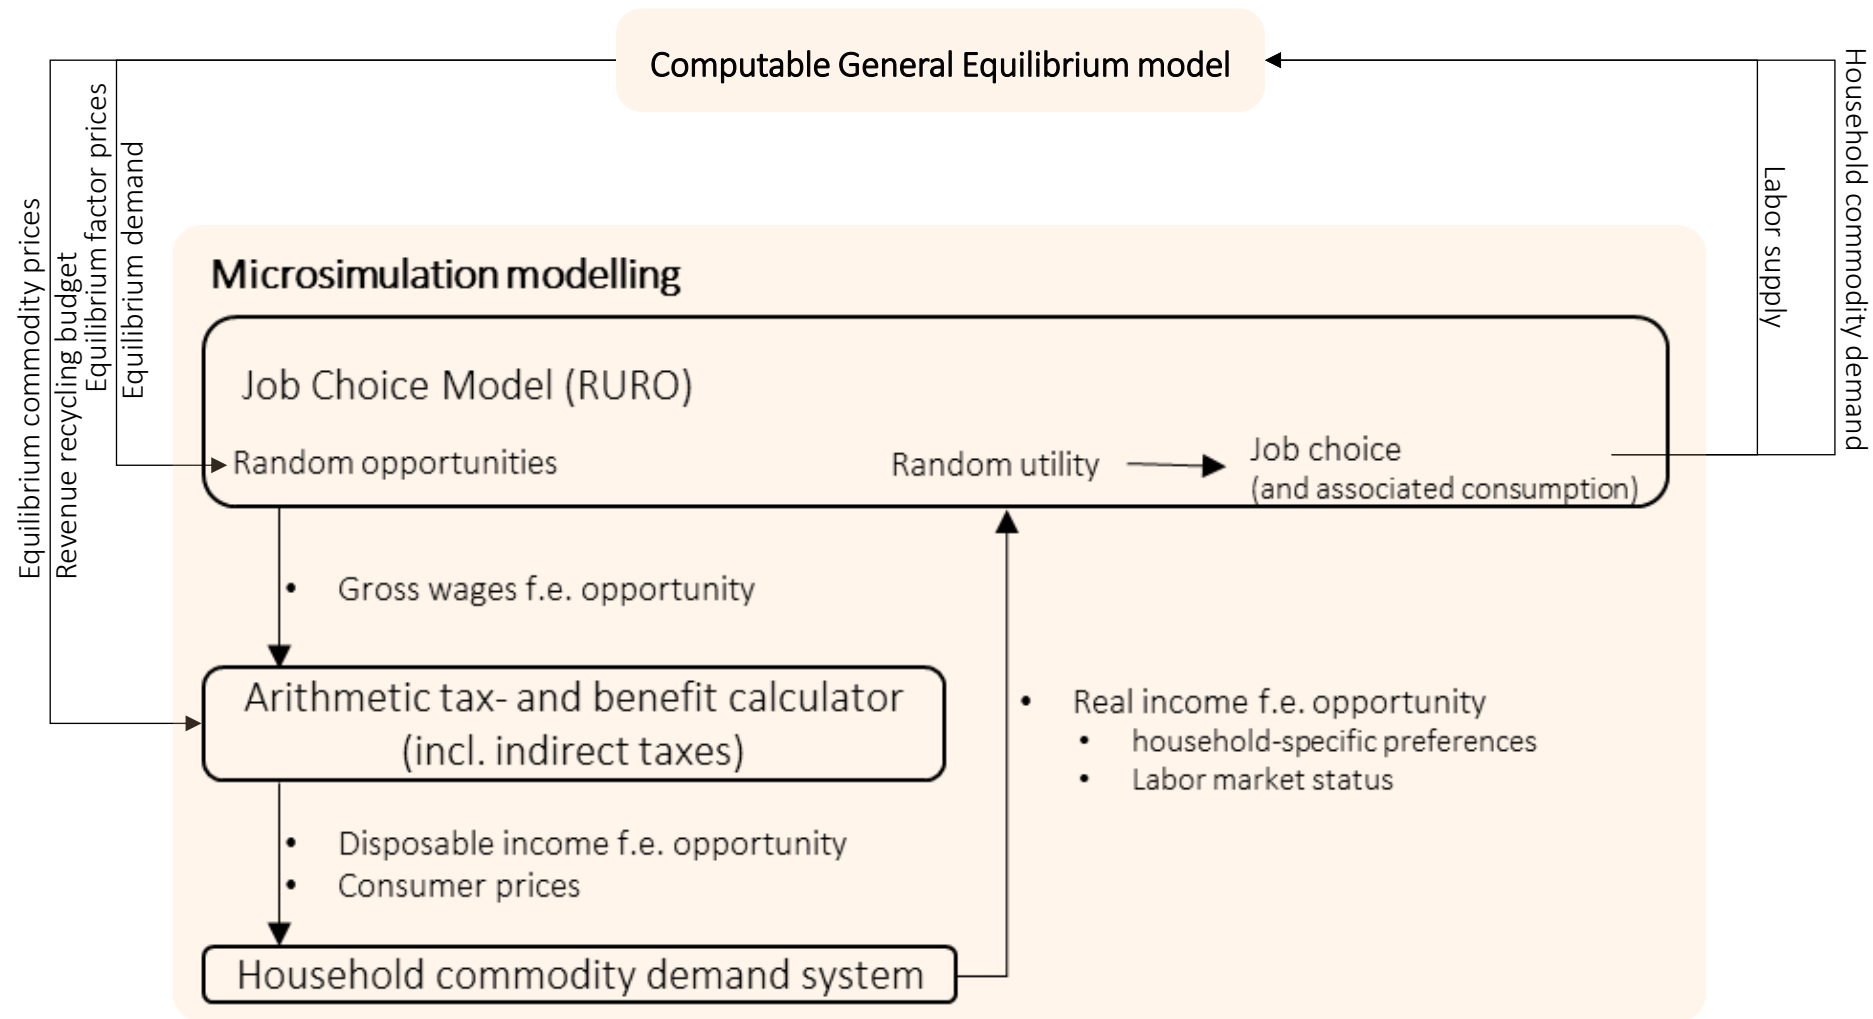 Computable General Equilibrium model
Equilibrium commodity prices
Revenue recycling budget
Equilibrium factor prices
Equilibrium demand
Labor supply
Household commodity demand
Microsimulation modelling
Job Choice Model (RURO)
Random opportunities
Random utility
Job choice
(and associated consumption)
• Gross wages f.e. opportunity
Arithmetic tax- and benefit calculator
(incl. indirect taxes)
• Real income f.e. opportunity
• household-specific preferences
• Labor market status
• Disposable income f.e. opportunity
• Consumer prices
Household commodity demand system